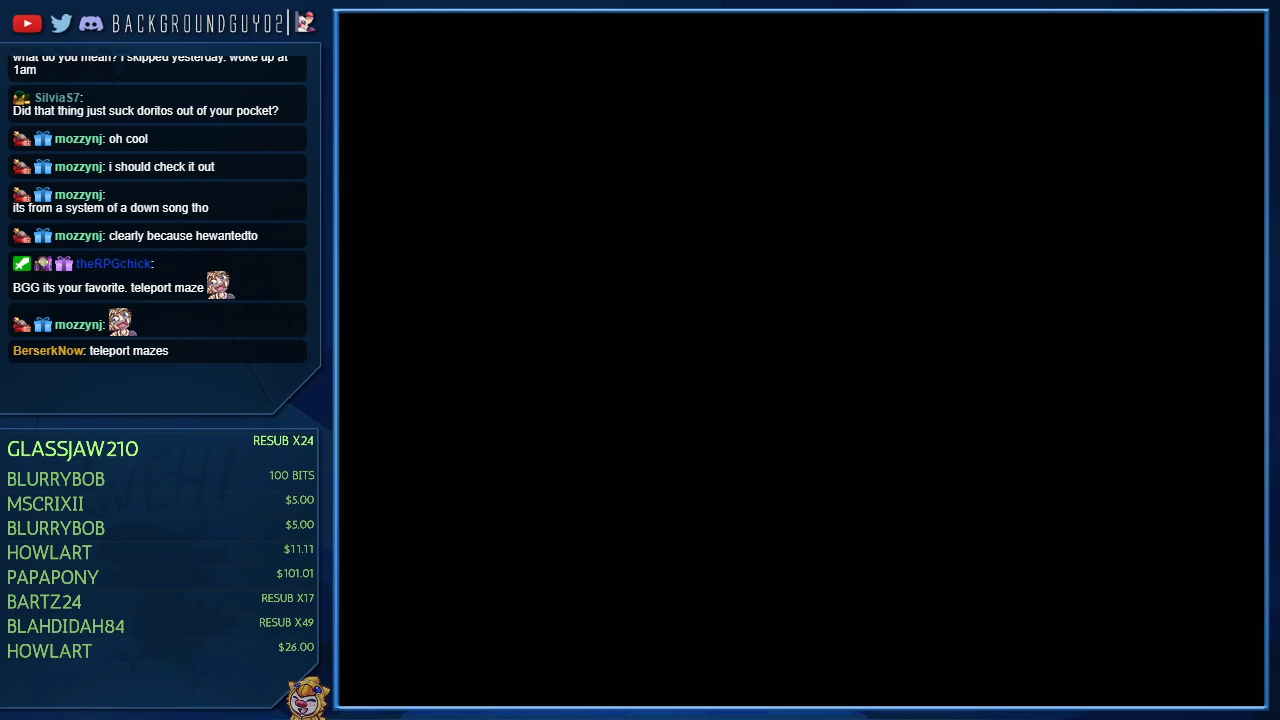 BACKGROUNDGUY02
what do you mean? i skipped yesterday. woke up at
1am
SilviaS7:
Did that thing just suck doritos out of your pocket?
mozzynj: oh cool
mozzynj: i should check it out
mozzynj:
its from a system of a down song tho
mozzynj: clearly because hewantedto
theRPGchick:
BGG its your favorite. teleport maze
mozzynj:
BerserkNow: teleport mazes
GLASSJAW210 RESUB X24
BLURRYBOB 100 BITS
MSCRIXII $5.00
BLURRYBOB $5.00
HOWLART $11.11
PAPAPONY $101.01
BARTZ24 RESUB X17
BLAHDIDAH84 RESUB X49
HOWLART $26.00